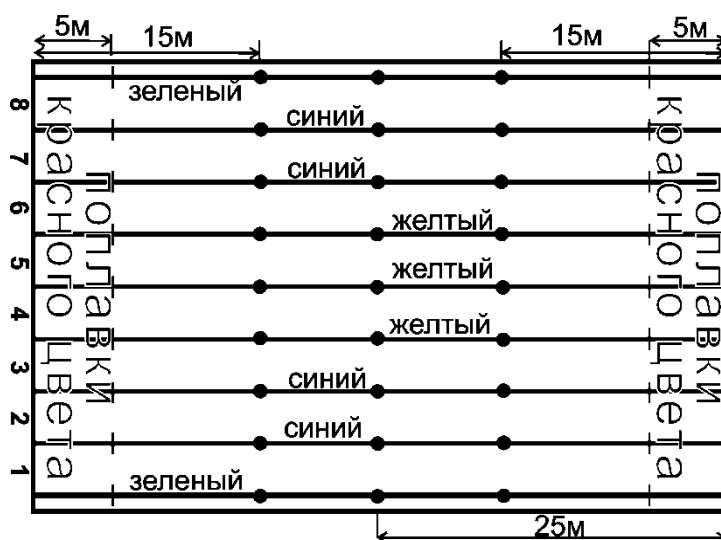 5м 5м
15м 15м
зеленый
8
синий
7
синий
6
желтый
5
желтый
4
желтый
3
синий
2
синий
1
зеленый
поплавки
красного цвета
поплавки
красного цвета
25м